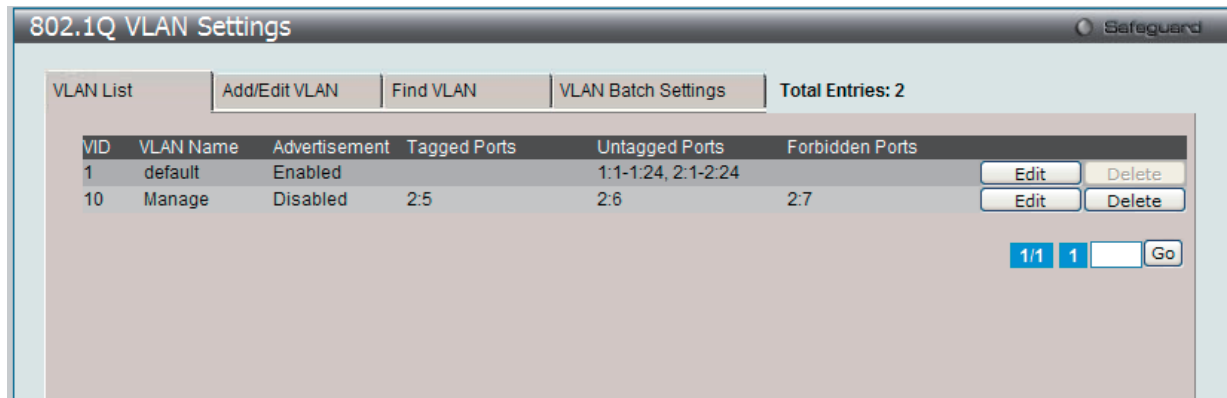 802.1Q VLAN Settings Safeguard
VLAN List Add/Edit VLAN Find VLAN VLAN Batch Settings Total Entries: 2
VID VLAN Name Advertisement Tagged Ports Untagged Ports Forbidden Ports
1 default Enabled 1:1-1:24, 2:1-2:24 Edit Delete
10 Manage Disabled 2:5 2:6 2:7 Edit Delete
1/1 1 Go